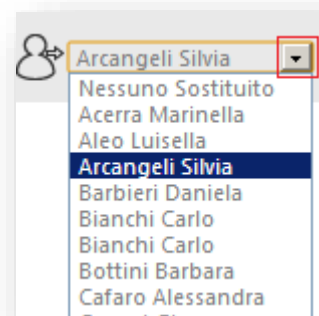 Arcangeli Silvia
Nessuno Sostituito
Acerra Marinella
Aleo Luisella
Arcangeli Silvia
Barbieri Daniela
Bianchi Carlo
Bianchi Carlo
Bottini Barbara
Cafaro Alessandra